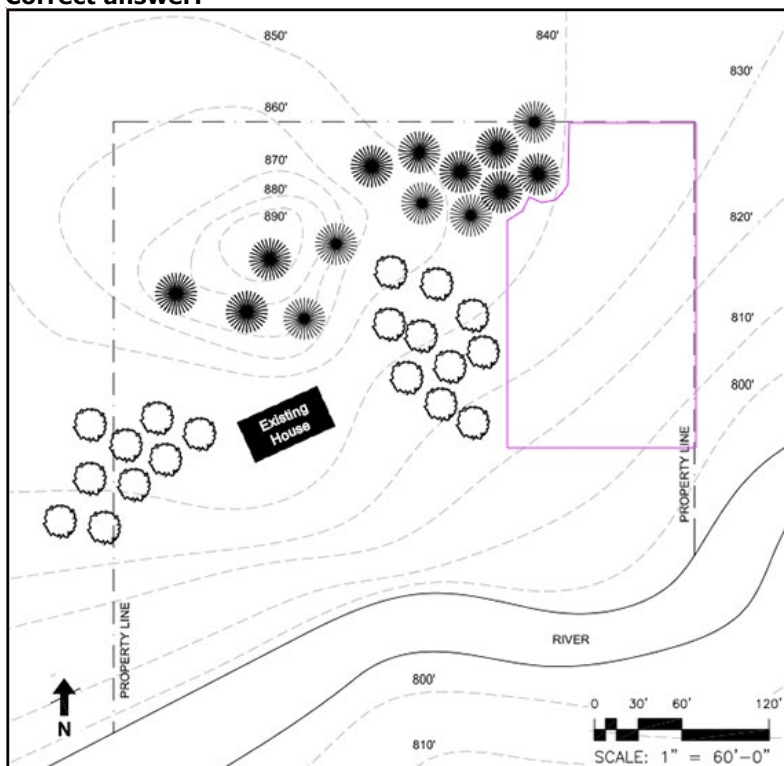 Correct answer:
850'
840'
830'
860'
870'
880'
890'
820'
810'
800'
Existing
House
PROPERTY LINE
PROPERTY LINE
RIVER
800'
810'
N
0 30' 60' 120'
SCALE: 1" = 60'-0"